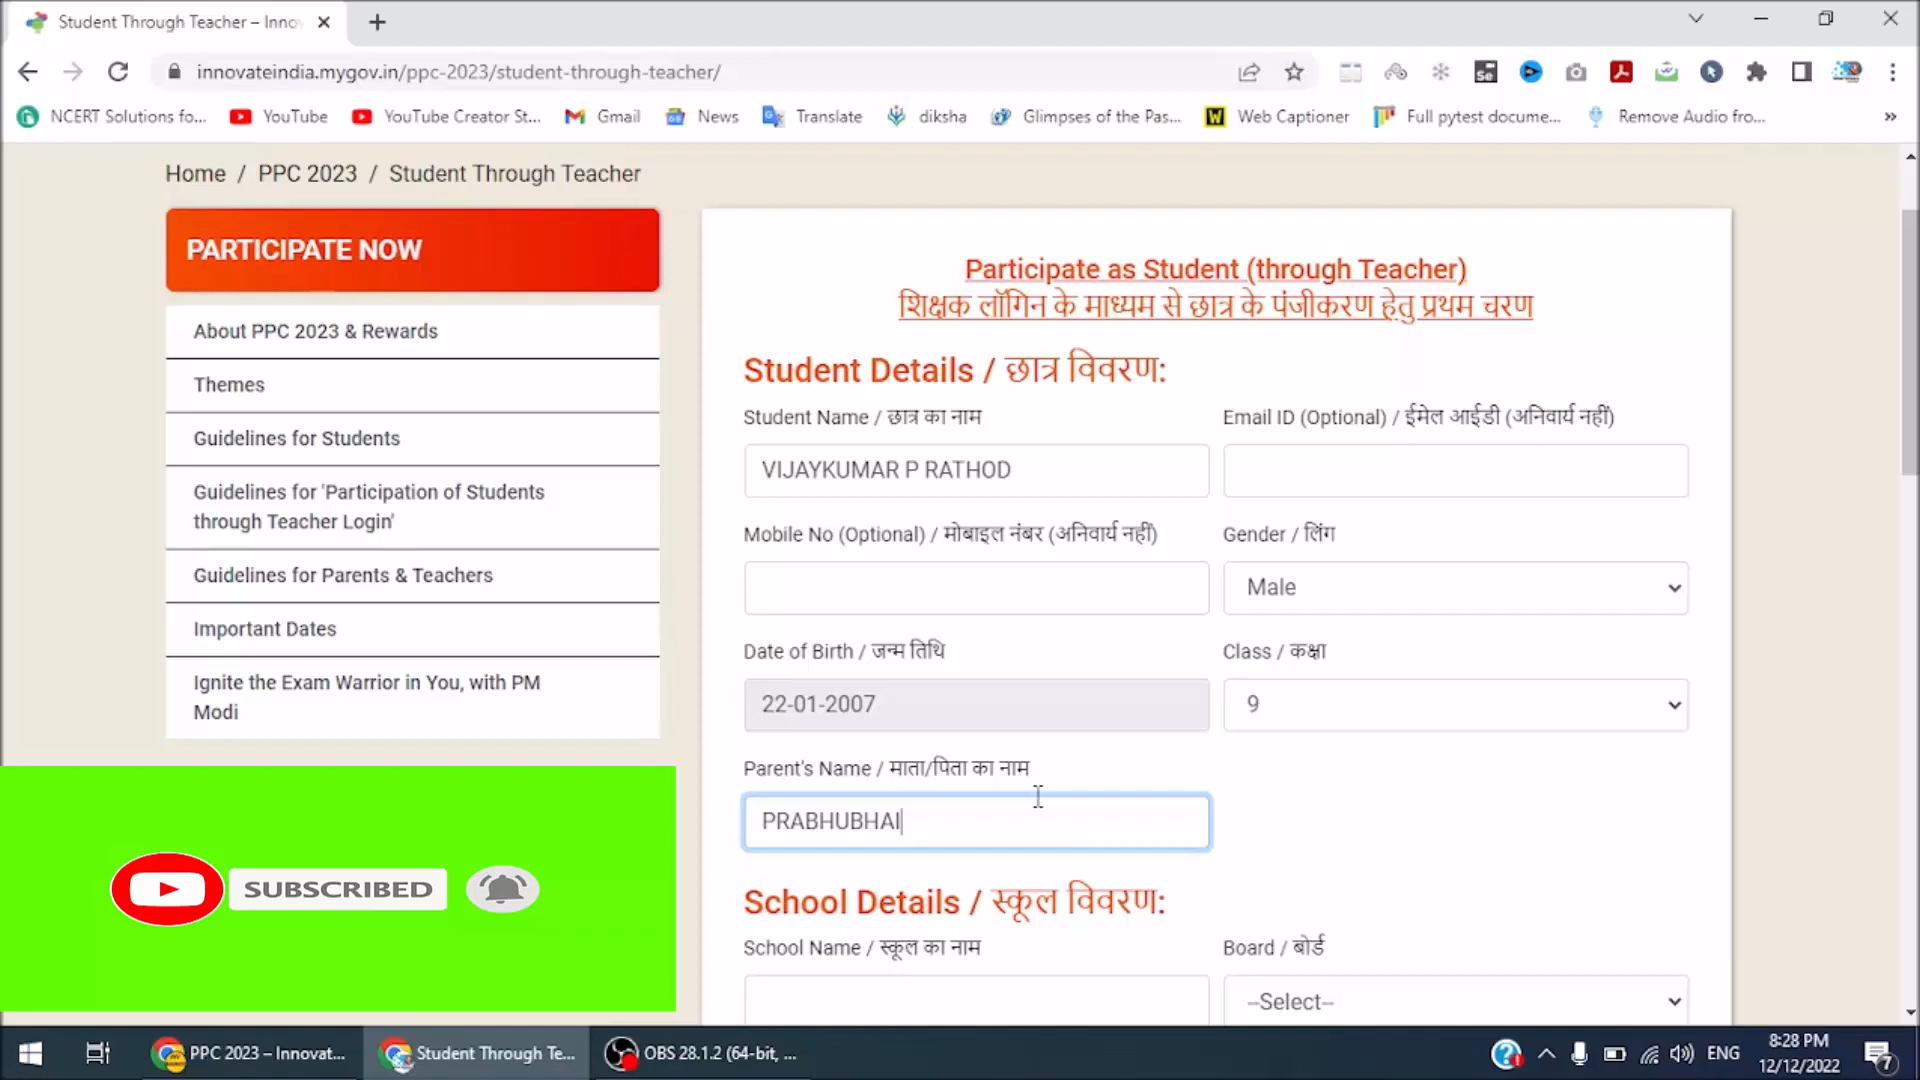 Student Through Teacher – Inno
innovateindia.mygov.in/ppc-2023/student-through-teacher/
NCERT Solutions fo...
YouTube
YouTube Creator St...
Gmail
News
Translate
diksha
Glimpses of the Pas...
Web Captioner
Full pytest docume...
Remove Audio fro...
»
Home / PPC 2023 / Student Through Teacher
PARTICIPATE NOW
About PPC 2023 & Rewards
Themes
Guidelines for Students
Guidelines for 'Participation of Students
through Teacher Login'
Guidelines for Parents & Teachers
Important Dates
Ignite the Exam Warrior in You, with PM
Modi
Participate as Student (through Teacher)
शिक्षक लॉगिन के माध्यम से छात्र के पंजीकरण हेतु प्रथम चरण
Student Details / छात्र विवरण:
Student Name / छात्र का नाम
VIJAYKUMAR P RATHOD
Email ID (Optional) / ईमेल आईडी (अनिवार्य नहीं)
Mobile No (Optional) / मोबाइल नंबर (अनिवार्य नहीं)
Gender / लिंग
Male
Date of Birth / जन्म तिथि
22-01-2007
Class / कक्षा
9
Parent's Name / माता/पिता का नाम
PRABHUBHAI
School Details / स्कूल विवरण:
School Name / स्कूल का नाम
Board / बोर्ड
--Select--
SUBSCRIBED
PPC 2023 – Innovat...
Student Through Te...
OBS 28.1.2 (64-bit, ...
ENG
8:28 PM
12/12/2022
7